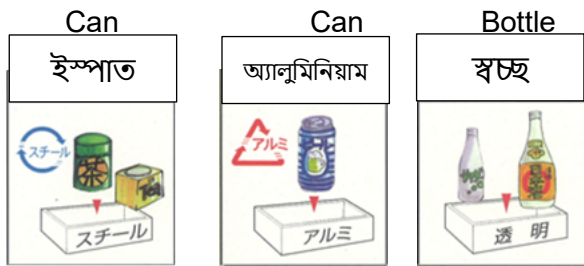 Can
ইস্পাত
スチール
茶
Tea
スチール
Can
অ্যালুমিনিয়াম
アルミ
アルミ
Bottle
স্বচ্ছ
透明